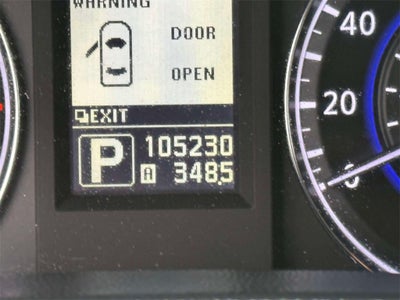 WARNING
DOOR
OPEN
EXIT
P
105230
A 348.5
40
20
0